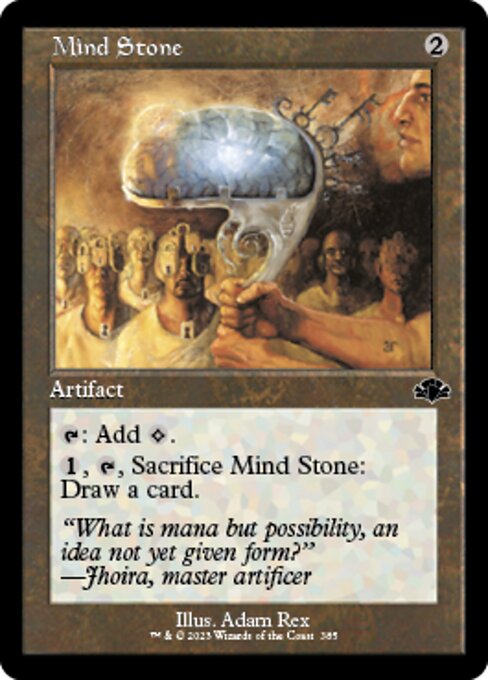 Mind Stone 2
Artifact
: Add .
1, , Sacrifice Mind Stone:
Draw a card.
“What is mana but possibility, an
idea not yet given form?”
—Jhoira, master artificer
Illus. Adam Rex
™ & © 2023 Wizards of the Coast 385